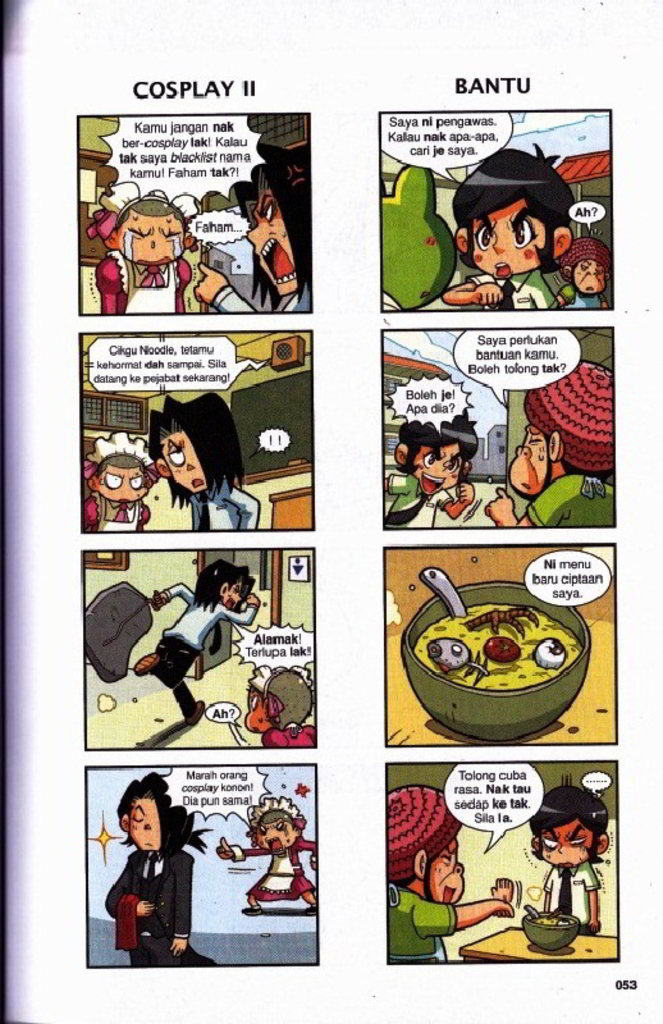 COSPLAY II
Kamu jangan nak
ber-cosplay lak! Kalau
tak saya blacklist nama
kamu! Faham tak?!
Faham...
Cikgu Noodle, tetamu
kehormat dah sampai. Sila
datang ke pejabat sekarang!
!!
Alamak!
Terlupa lak!!
Ah?
Marah orang
cosplay konon!
Dia pun sama!
BANTU
Saya ni pengawas.
Kalau nak apa-apa,
cari je saya.
Ah?
Saya perlukan
bantuan kamu.
Boleh tolong tak?
Boleh je!
Apa dia?
Ni menu
baru ciptaan
saya.
Tolong cuba
rasa. Nak tau
sedap ke tak.
Sila la.
......
053